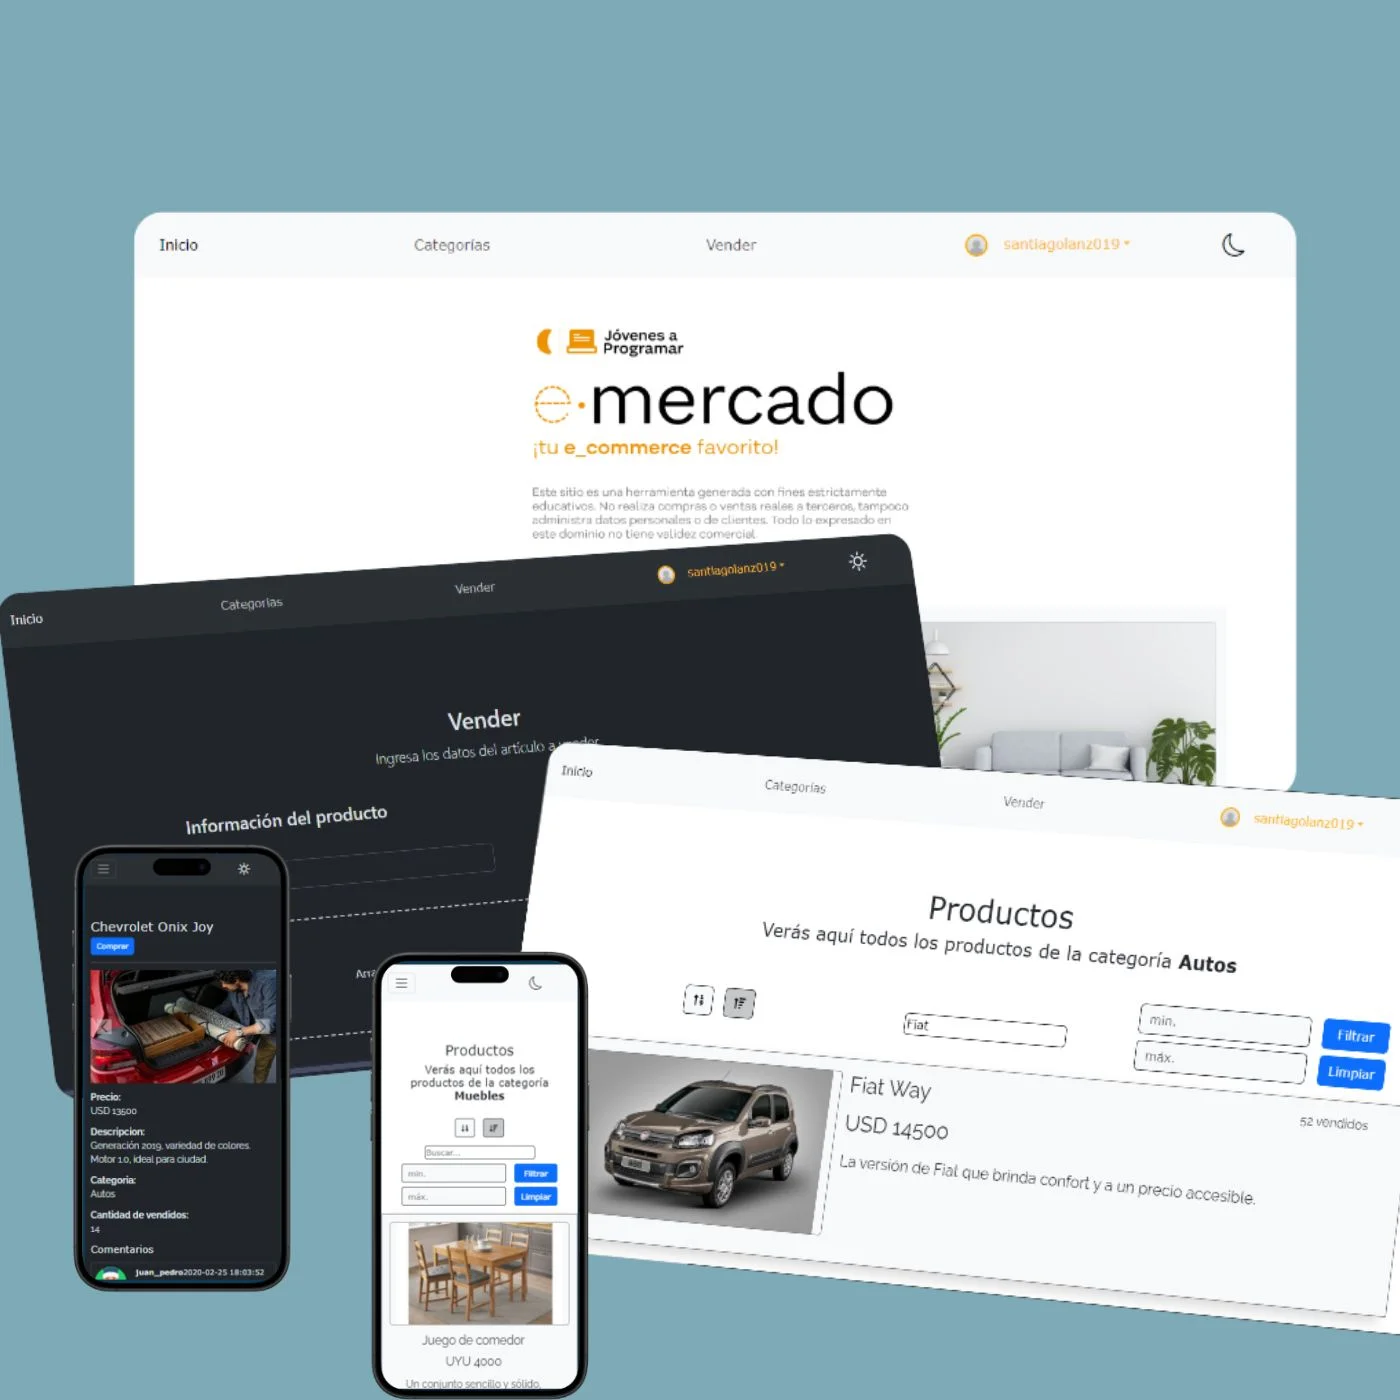 Inicio
Categorías
Vender
santiagolanz019
Jóvenes a
Programar
e·mercado
¡tu e_commerce favorito!
Este sitio es una herramienta generada con fines estrictamente
educativos. No realiza compras o ventas reales a terceros, tampoco
administra datos personales o de clientes. Todo lo expresado en
este dominio no tiene validez comercial.
Inicio
Categorías
Vender
santiagolanz019
Vender
Ingresa los datos del artículo a vender
Información del producto
Inicio
Categorías
Vender
santiagolanz019
Productos
Verás aquí todos los productos de la categoría Autos
Fiat
min.
máx.
Filtrar
Limpiar
Fiat Way
52 vendidos
USD 14500
La versión de Fiat que brinda confort y a un precio accesible.
Chevrolet Onix Joy
Comprar
Precio:
USD 13500
Descripcion:
Generación 2019, variedad de colores.
Motor 1.0, ideal para ciudad.
Categoria:
Autos
Cantidad de vendidos:
14
Comentarios
juan_pedro2020-02-25 18:03:52
Productos
Verás aquí todos los
productos de la categoría
Muebles
Buscar...
min.
Filtrar
máx.
Limpiar
Juego de comedor
UYU 4000
Un conjunto sencillo y sólido,